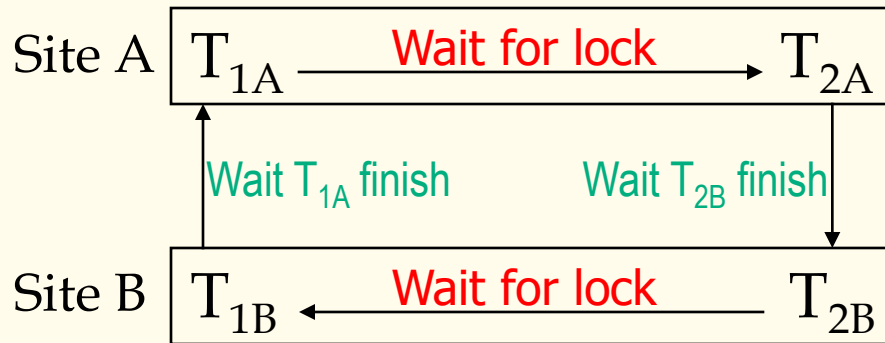 Site A T₁A Wait for lock T₂A
Wait T₁A finish Wait T₂B finish
Site B T₁B Wait for lock T₂B